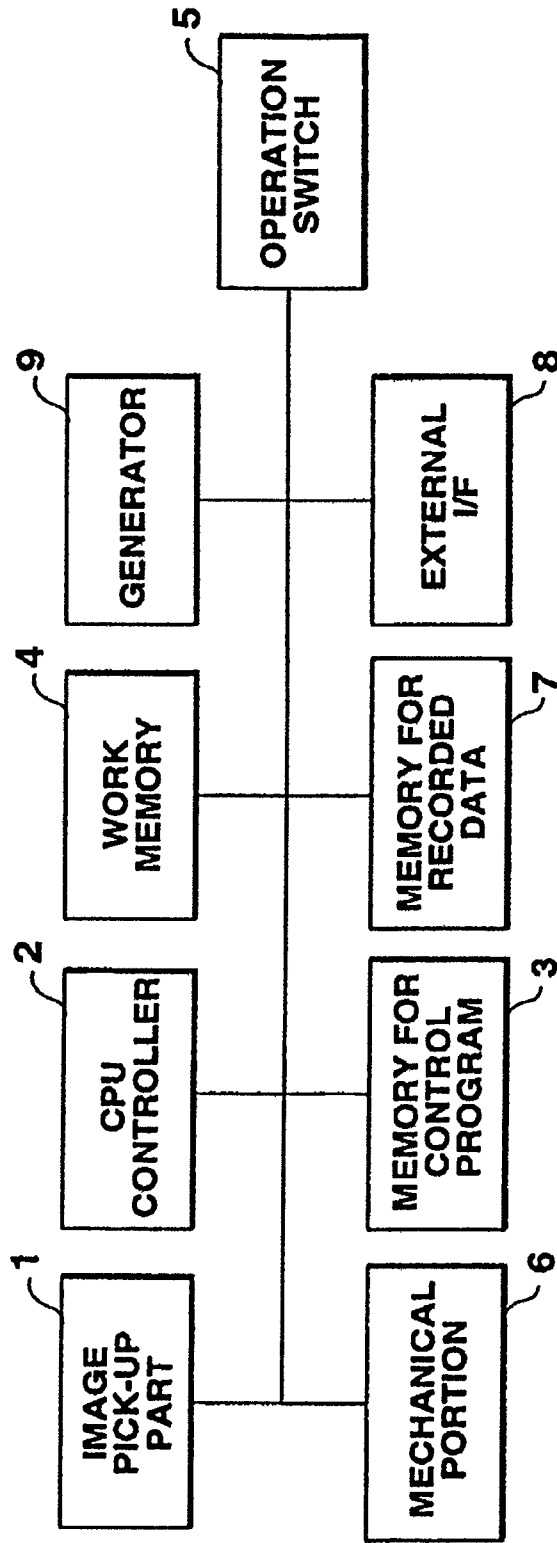 1
IMAGE
PICK-UP
PART
2
CPU
CONTROLLER
4
WORK
MEMORY
9
GENERATOR
5
OPERATION
SWITCH
MECHANICAL
PORTION
6
MEMORY FOR
CONTROL
PROGRAM
3
MEMORY FOR
RECORDED
DATA
7
EXTERNAL
I/F
8